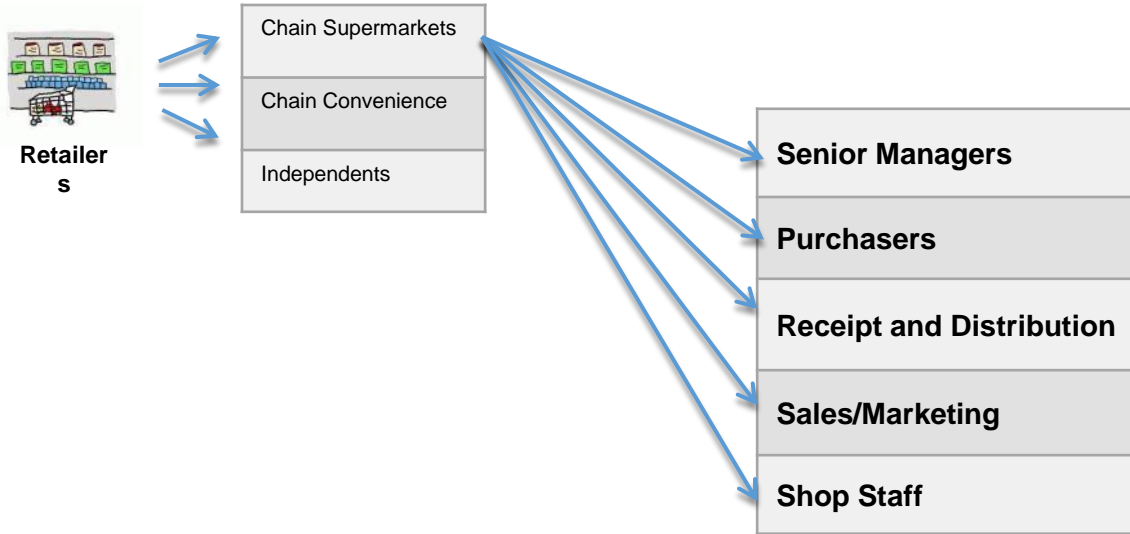 Chain Supermarkets
Chain Convenience
Independents
Retailer
s
Senior Managers
Purchasers
Receipt and Distribution
Sales/Marketing
Shop Staff